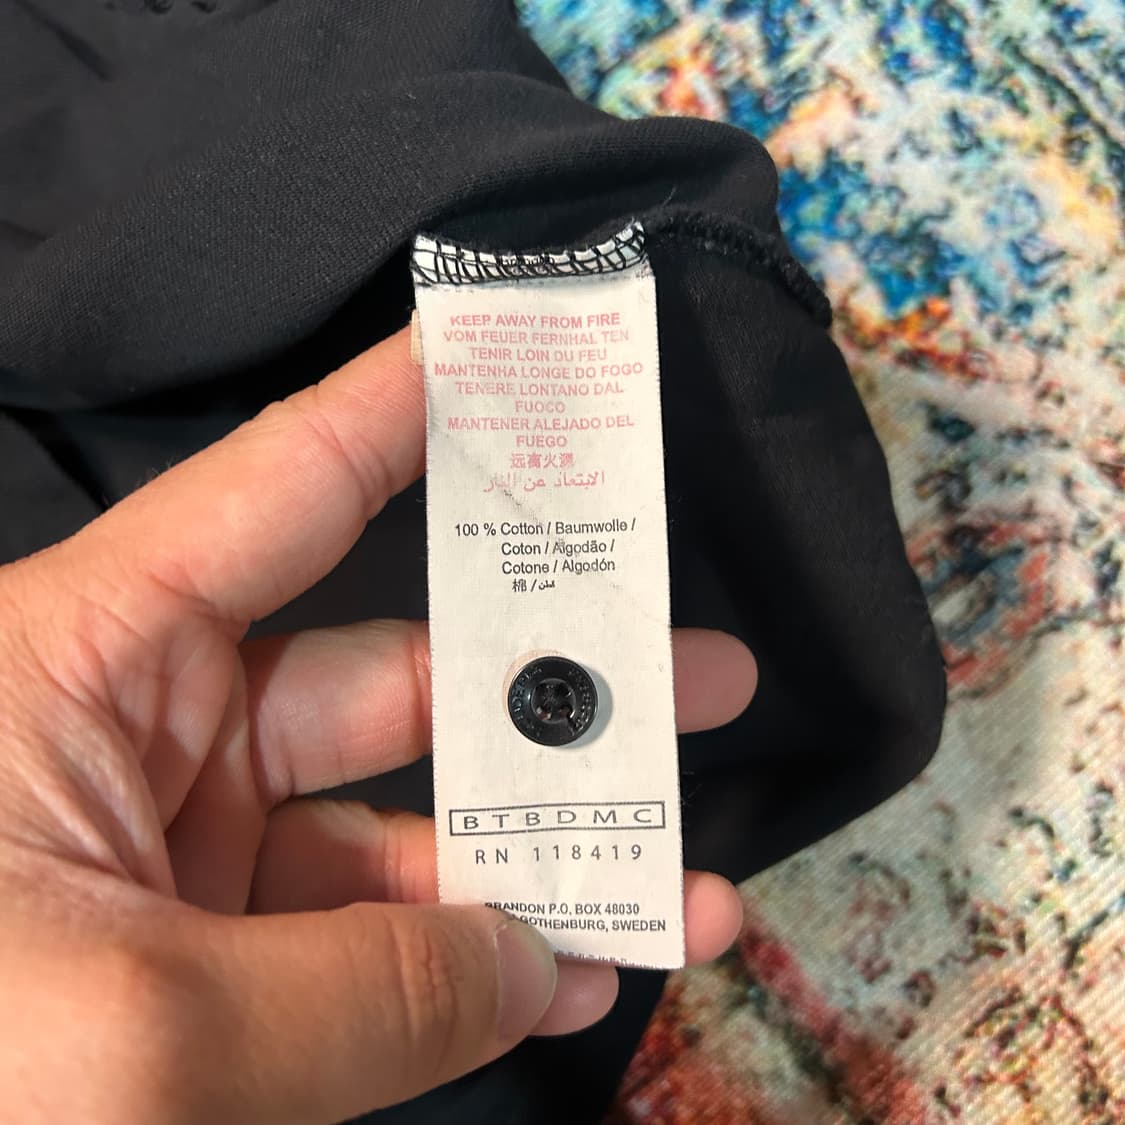 KEEP AWAY FROM FIRE
VOM FEUER FERNHAL TEN
TENIR LOIN DU FEU
MANTENHA LONGE DO FOGO
TENERE LONTANO DAL
FUOCO
MANTENER ALEJADO DEL
FUEGO
远离火源
الابتعاد عن النار
100 % Cotton / Baumwolle /
Coton / Algodão /
Cotone / Algodón
棉 / قطن
BTBDMC
RN 118419
BRANDON P.O. BOX 48030
GOTHENBURG, SWEDEN